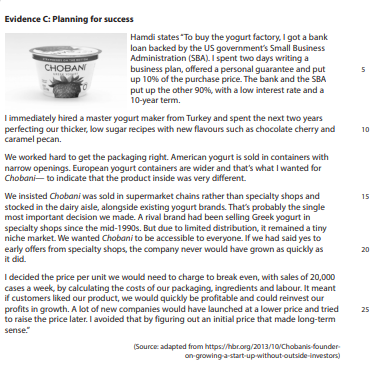 Evidence C: Planning for success
CHOBANI
Hamdi states "To buy the yogurt factory, I got a bank
loan backed by the US government's Small Business
Administration (SBA). I spent two days writing a
business plan, offered a personal guarantee and put
5
up 10% of the purchase price. The bank and the SBA
put up the other 90%, with a low interest rate and a
10-year term.
I immediately hired a master yogurt maker from Turkey and spent the next two years
perfecting our thicker, low sugar recipes with new flavours such as chocolate cherry and
10
caramel pecan.
We worked hard to get the packaging right. American yogurt is sold in containers with
narrow openings. European yogurt containers are wider and that's what I wanted for
Chobani— to indicate that the product inside was very different.
We insisted Chobani was sold in supermarket chains rather than specialty shops and
15
stocked in the dairy aisle, alongside existing yogurt brands. That's probably the single
most important decision we made. A rival brand had been selling Greek yogurt in
specialty shops since the mid-1990s. But due to limited distribution, it remained a tiny
niche market. We wanted Chobani to be accessible to everyone. If we had said yes to
early offers from specialty shops, the company never would have grown as quickly as
20
it did.
I decided the price per unit we would need to charge to break even, with sales of 20,000
cases a week, by calculating the costs of our packaging, ingredients and labour. It meant
if customers liked our product, we would quickly be profitable and could reinvest our
profits in growth. A lot of new companies would have launched at a lower price and tried
25
to raise the price later. I avoided that by figuring out an initial price that made long-term
sense."
(Source: adapted from https://hbr.org/2013/10/Chobanis-founder-
on-growing-a-start-up-without-outside-investors)